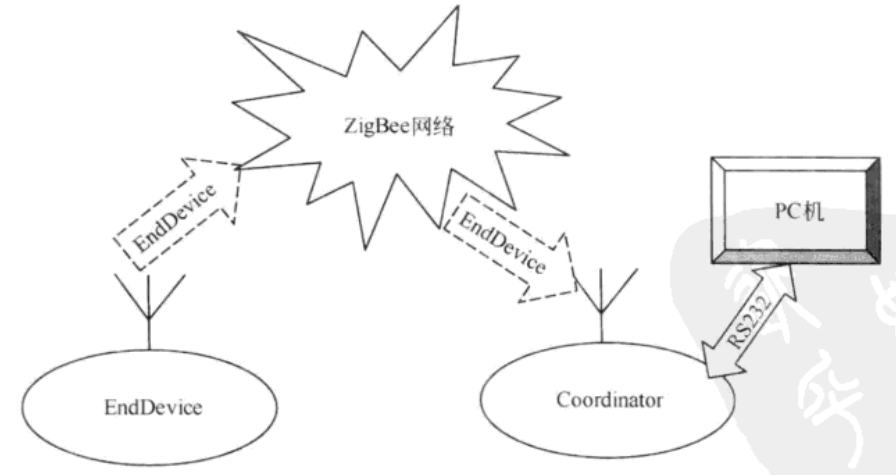 ZigBee网络
EndDevice
EndDevice
PC机
RS232
EndDevice
Coordinator